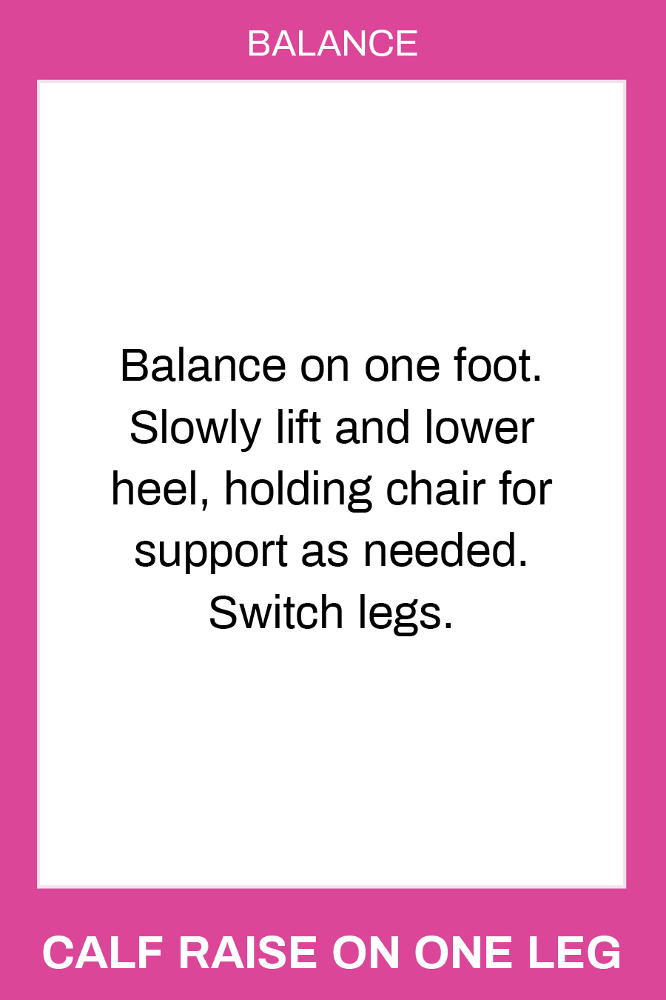 BALANCE
Balance on one foot.
Slowly lift and lower
heel, holding chair for
support as needed.
Switch legs.
CALF RAISE ON ONE LEG